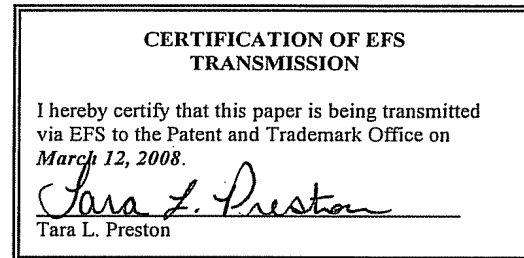 CERTIFICATION OF EFS
TRANSMISSION
I hereby certify that this paper is being transmitted
via EFS to the Patent and Trademark Office on
March 12, 2008.
Tara L. Preston
Tara L. Preston